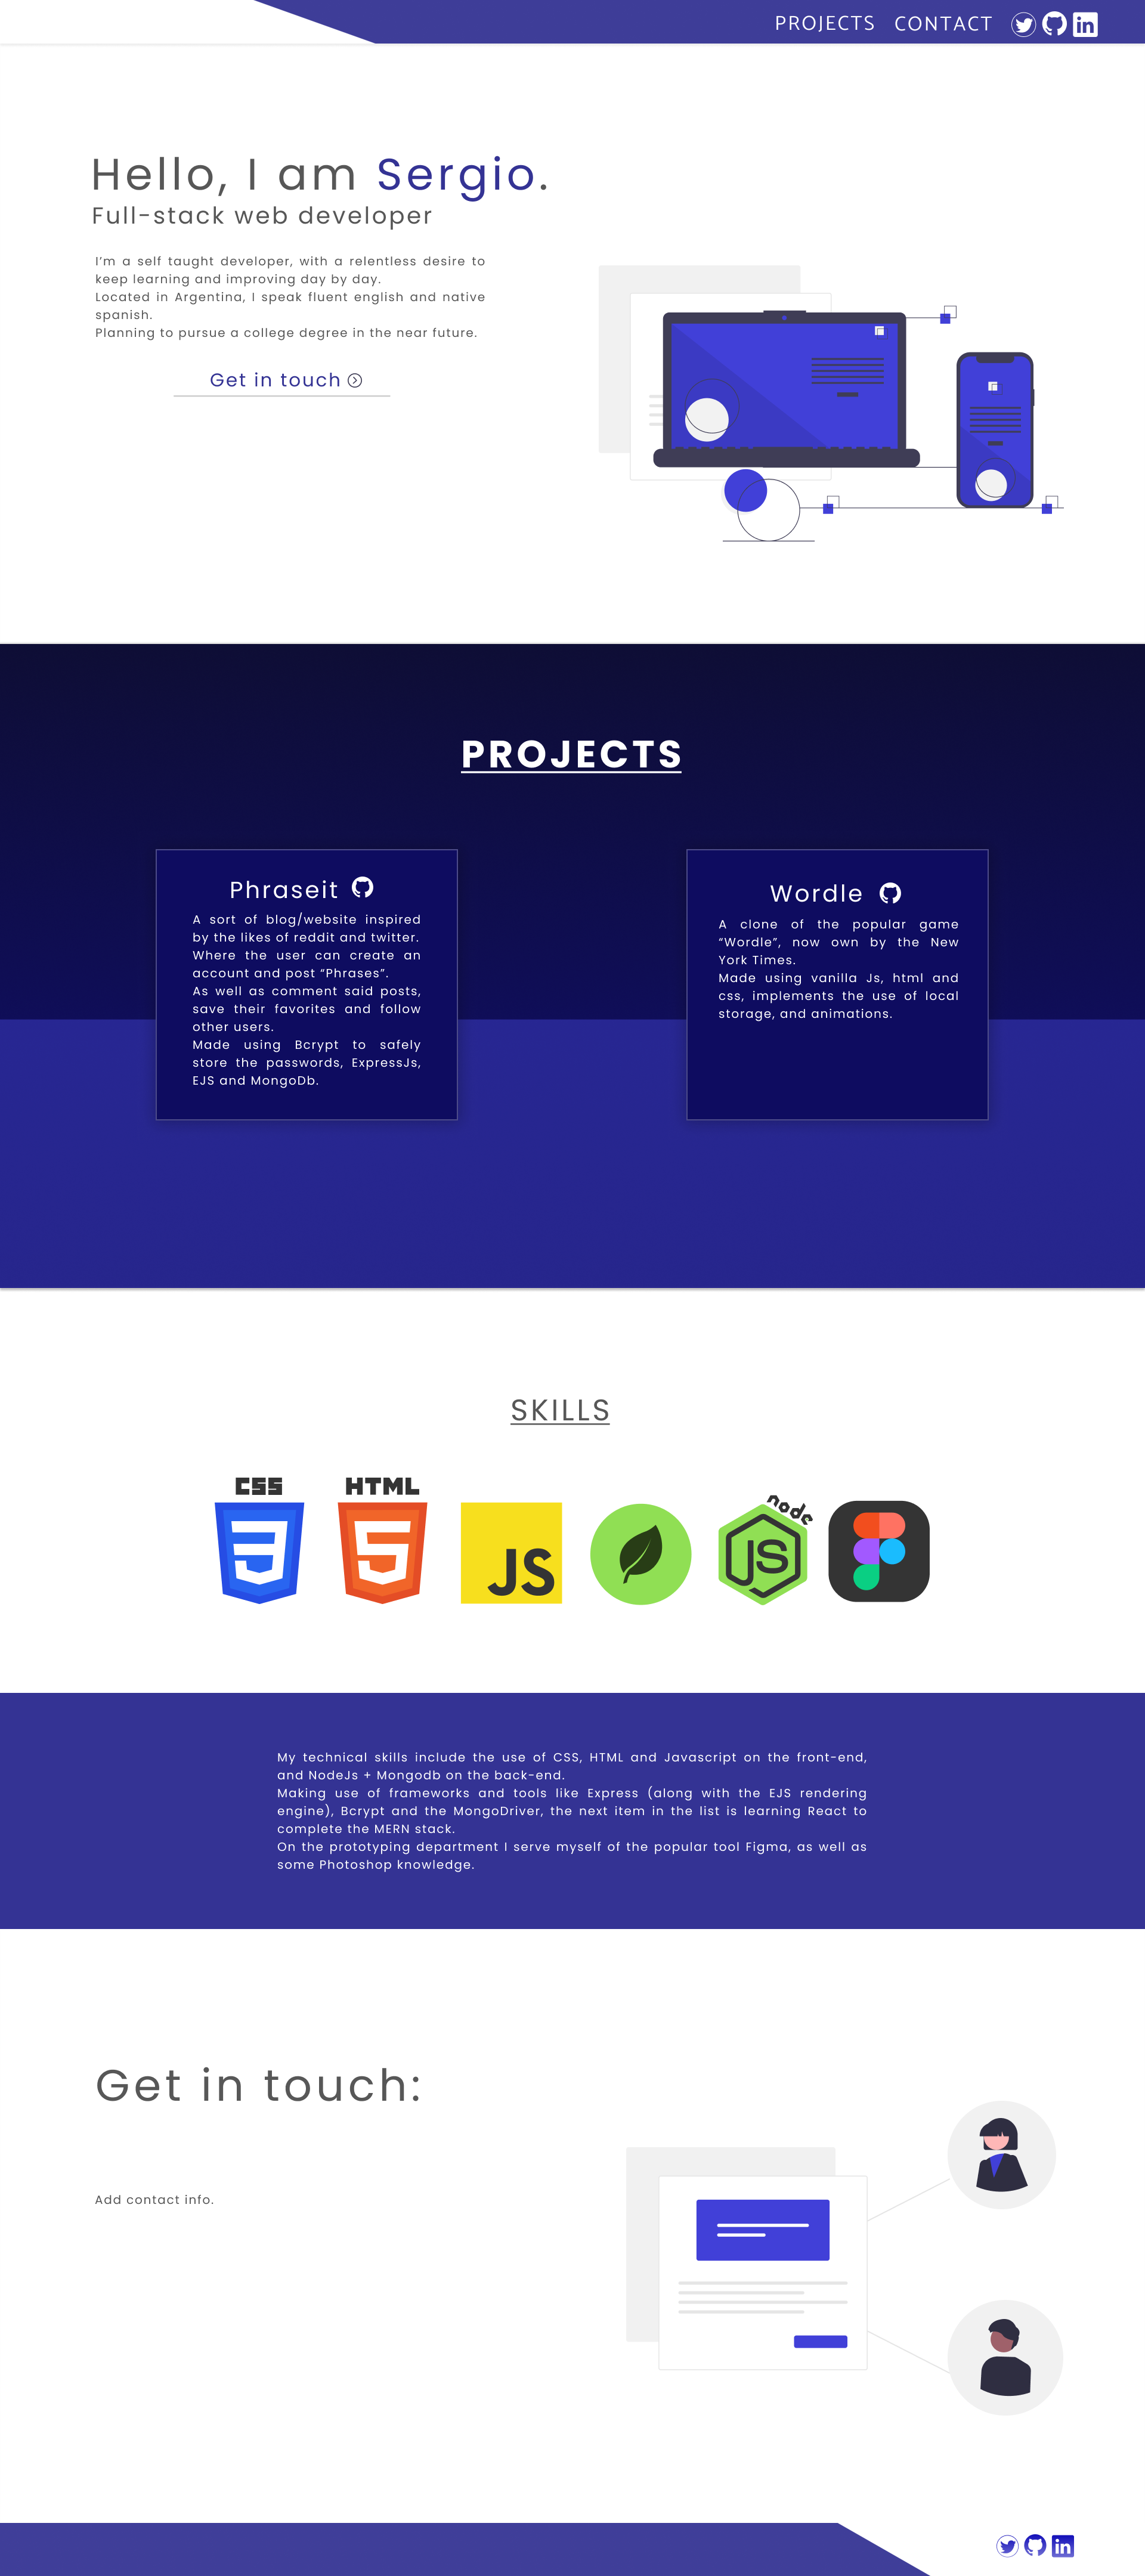 PROJECTS CONTACT
Hello, I am Sergio.
Full-stack web developer
I'm a self taught developer, with a relentless desire to
keep learning and improving day by day.
Located in Argentina, I speak fluent english and native
spanish.
Planning to pursue a college degree in the near future.
Get in touch
PROJECTS
Phraseit
A sort of blog/website inspired
by the likes of reddit and twitter.
Where the user can create an
account and post “Phrases”.
As well as comment said posts,
save their favorites and follow
other users.
Made using Bcrypt to safely
store the passwords, ExpressJs,
EJS and MongoDb.
Wordle
A clone of the popular game
“Wordle”, now own by the New
York Times.
Made using vanilla Js, html and
css, implements the use of local
storage, and animations.
SKILLS
CSS HTML JS node JS
My technical skills include the use of CSS, HTML and Javascript on the front-end,
and NodeJs + Mongodb on the back-end.
Making use of frameworks and tools like Express (along with the EJS rendering
engine), Bcrypt and the MongoDriver, the next item in the list is learning React to
complete the MERN stack.
On the prototyping department I serve myself of the popular tool Figma, as well as
some Photoshop knowledge.
Get in touch:
Add contact info.